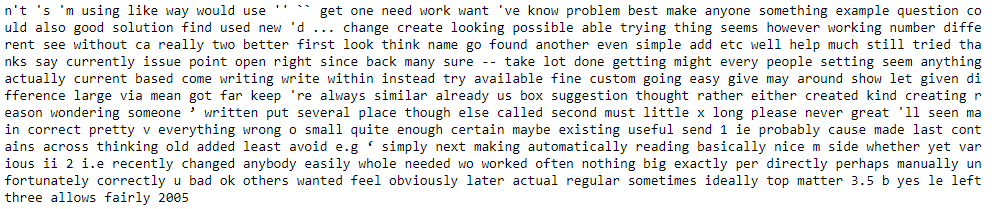 n't 's 'm using like way would use '' `` get one need work want 've know problem best make anyone something example question co
uld also good solution find used new 'd ... change create looking possible able trying thing seems however working number diffe
rent see without ca really two better first look think name go found another even simple add etc well help much still tried tha
nks say currently issue point open right since back many sure -- take lot done getting might every people setting seem anything
actually current based come writing write within instead try available fine custom going easy give may around show let given di
fference large via mean got far keep 're always similar already us box suggestion thought rather either created kind creating r
eason wondering someone ’ written put several place though else called second must little x long please never great 'll seen ma
in correct pretty v everything wrong o small quite enough certain maybe existing useful send 1 ie probably cause made last cont
ains across thinking old added least avoid e.g ‘ simply next making automatically reading basically nice m side whether yet var
ious ii 2 i.e recently changed anybody easily whole needed wo worked often nothing big exactly per directly perhaps manually un
fortunately correctly u bad ok others wanted feel obviously later actual regular sometimes ideally top matter 3.5 b yes le left
three allows fairly 2005